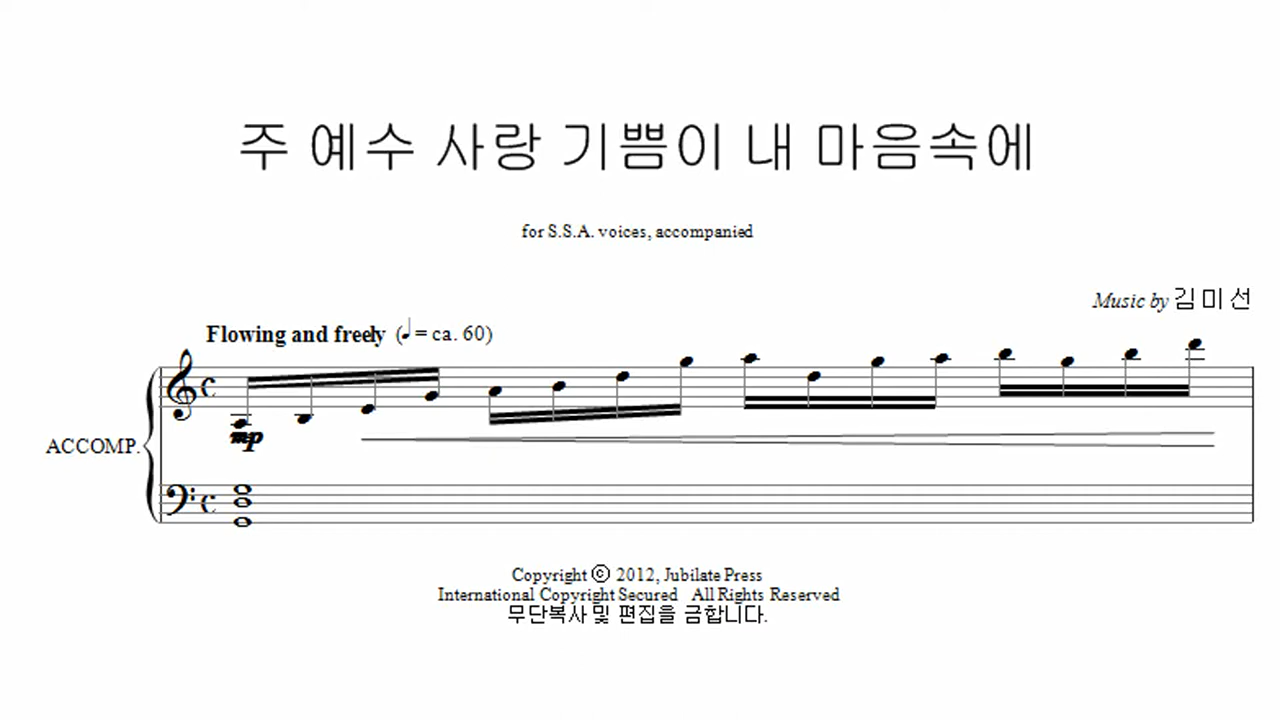 주 예수 사랑 기쁨이 내 마음속에
for S.S.A. voices, accompanied
Music by 김미선
Flowing and freely (♩= ca. 60)
mp
ACCOMP.
Copyright ⓒ 2012, Jubilate Press
International Copyright Secured All Rights Reserved
무단복사 및 편집을 금합니다.